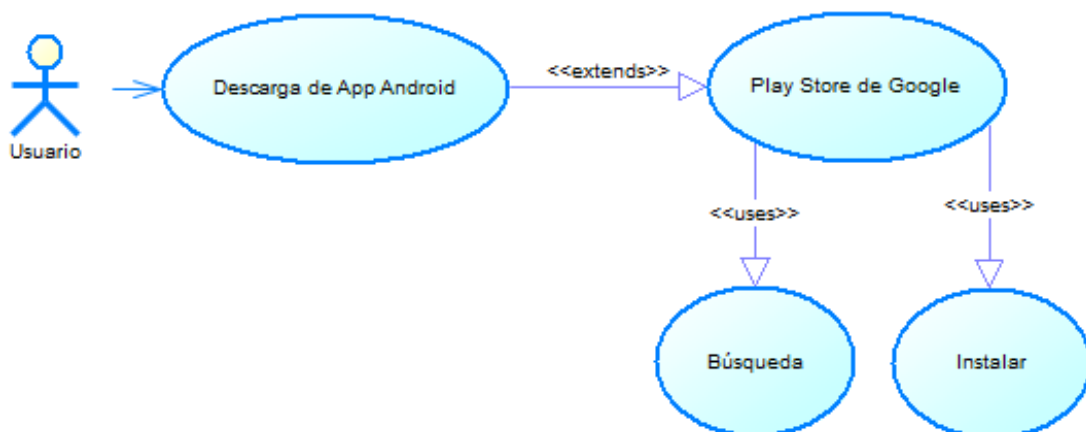 Usuario
Descarga de App Android
<<extends>>
Play Store de Google
<<uses>>
<<uses>>
Búsqueda
Instalar